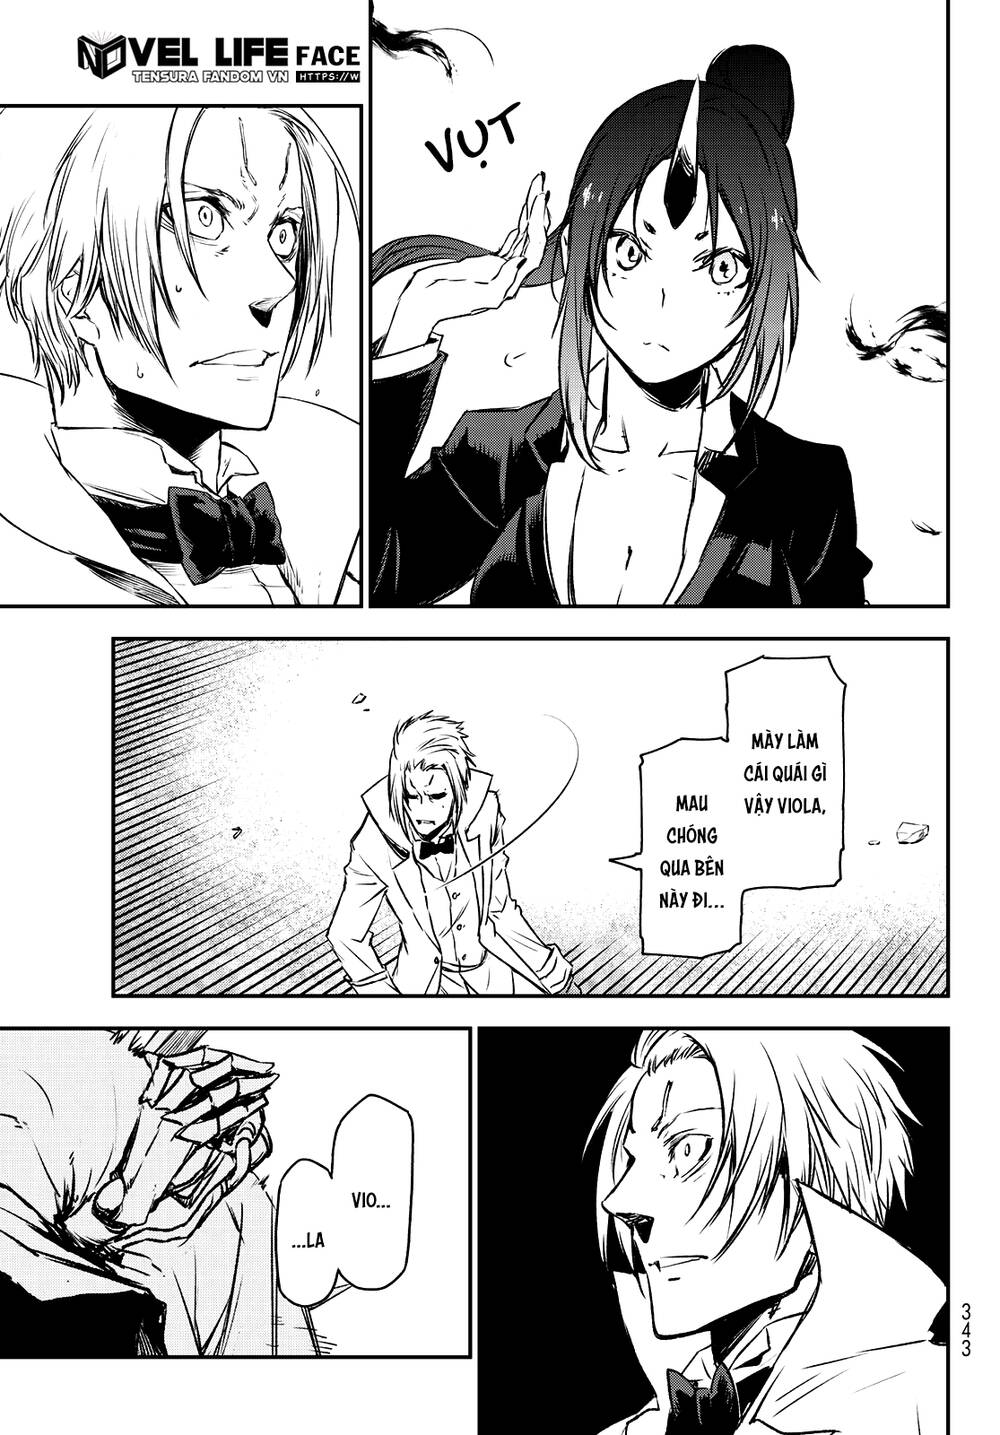 NOVEL LIFE FACE
TENSURA FANDOM VN HTTPS://W
VỤT
MÀY LÀM
CÁI QUÁI GÌ
VẬY VIOLA,
MAU
CHÓNG
QUA BÊN
NÀY ĐI...
VIO...
...LA
343